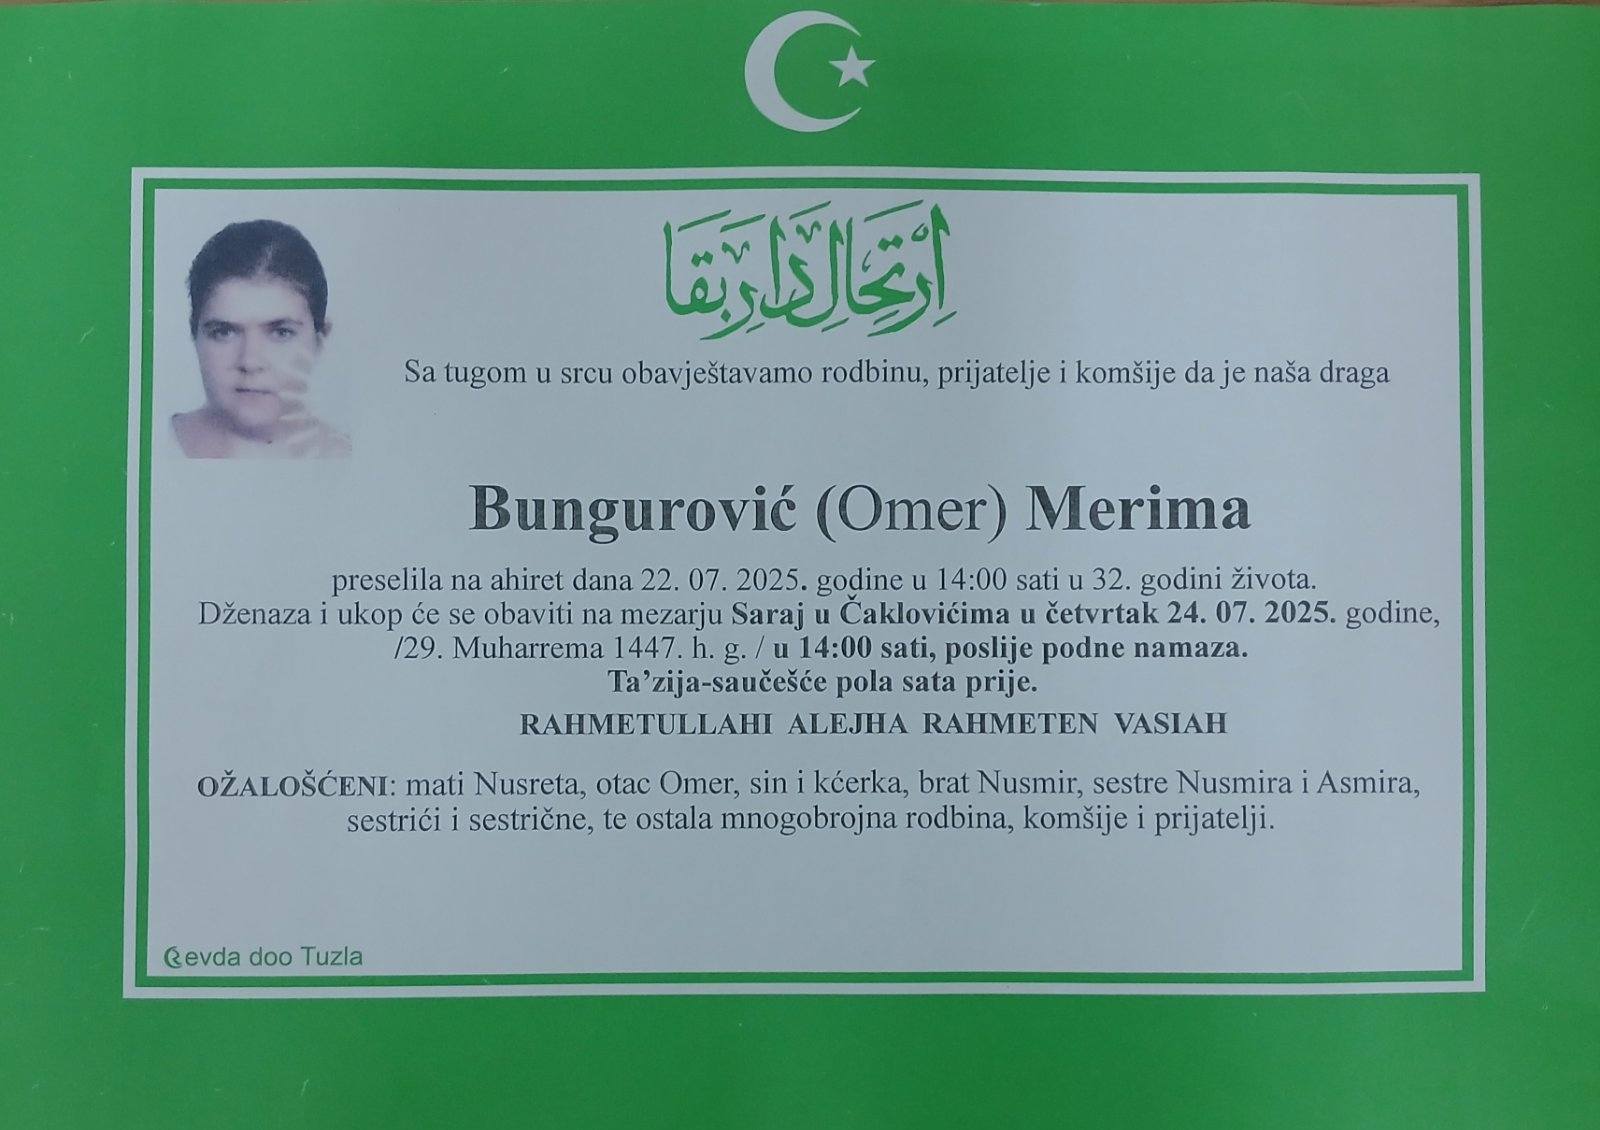 اِرْتِحَالِ دَارِ بَقَا
Sa tugom u srcu obavještavamo rodbinu, prijatelje i komšije da je naša draga
Bungurović (Omer) Merima
preselila na ahiret dana 22. 07. 2025. godine u 14:00 sati u 32. godini života.
Dženaza i ukop će se obaviti na mezarju Saraj u Čaklovićima u četvrtak 24. 07. 2025. godine,
/29. Muharrema 1447. h. g. / u 14:00 sati, poslije podne namaza.
Ta’zija-saučešće pola sata prije.
RAHMETULLAHI ALEJHA RAHMETEN VASIAH
OŽALOŠĆENI: mati Nusreta, otac Omer, sin i kćerka, brat Nusmir, sestre Nusmira i Asmira,
sestrići i sestrične, te ostala mnogobrojna rodbina, komšije i prijatelji.
Revda doo Tuzla